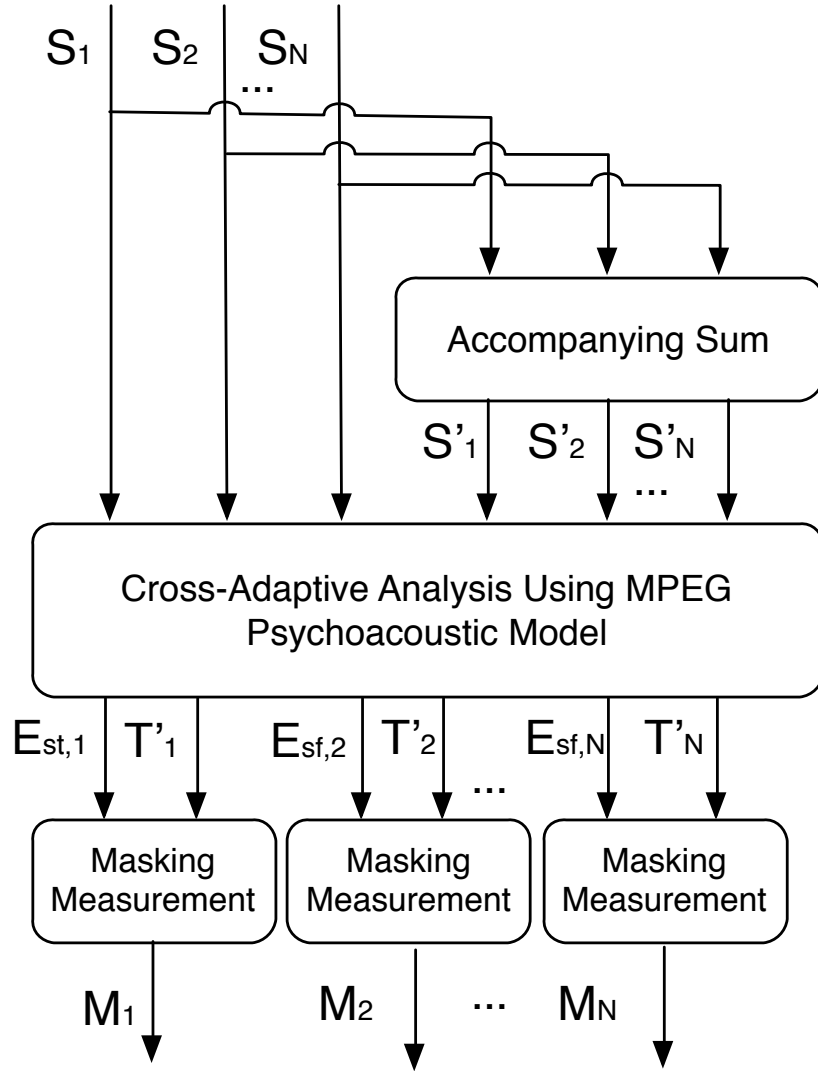 S1 S2 ... SN
Accompanying Sum
S'1 S'2 S'N ...
Cross-Adaptive Analysis Using MPEG
Psychoacoustic Model
Est,1 T'1 Esf,2 T'2 ... Esf,N T'N
Masking
Measurement
Masking
Measurement
Masking
Measurement
M1 M2 ... MN